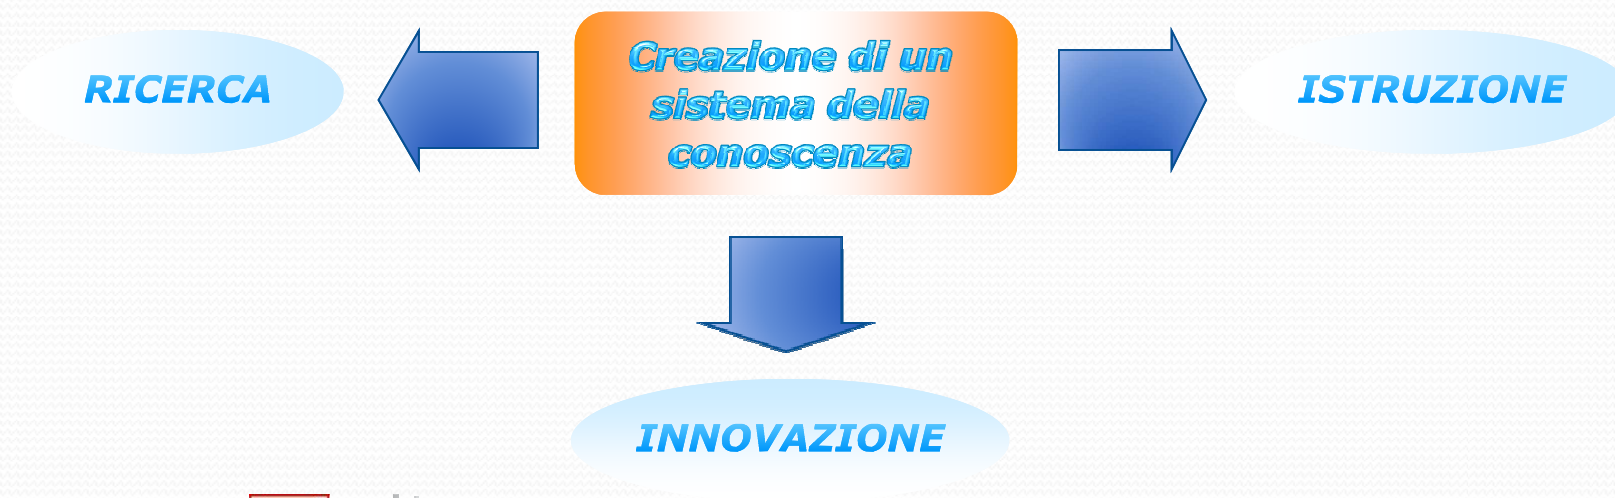 Creazione di un
sistema della
conoscenza
RICERCA
ISTRUZIONE
INNOVAZIONE